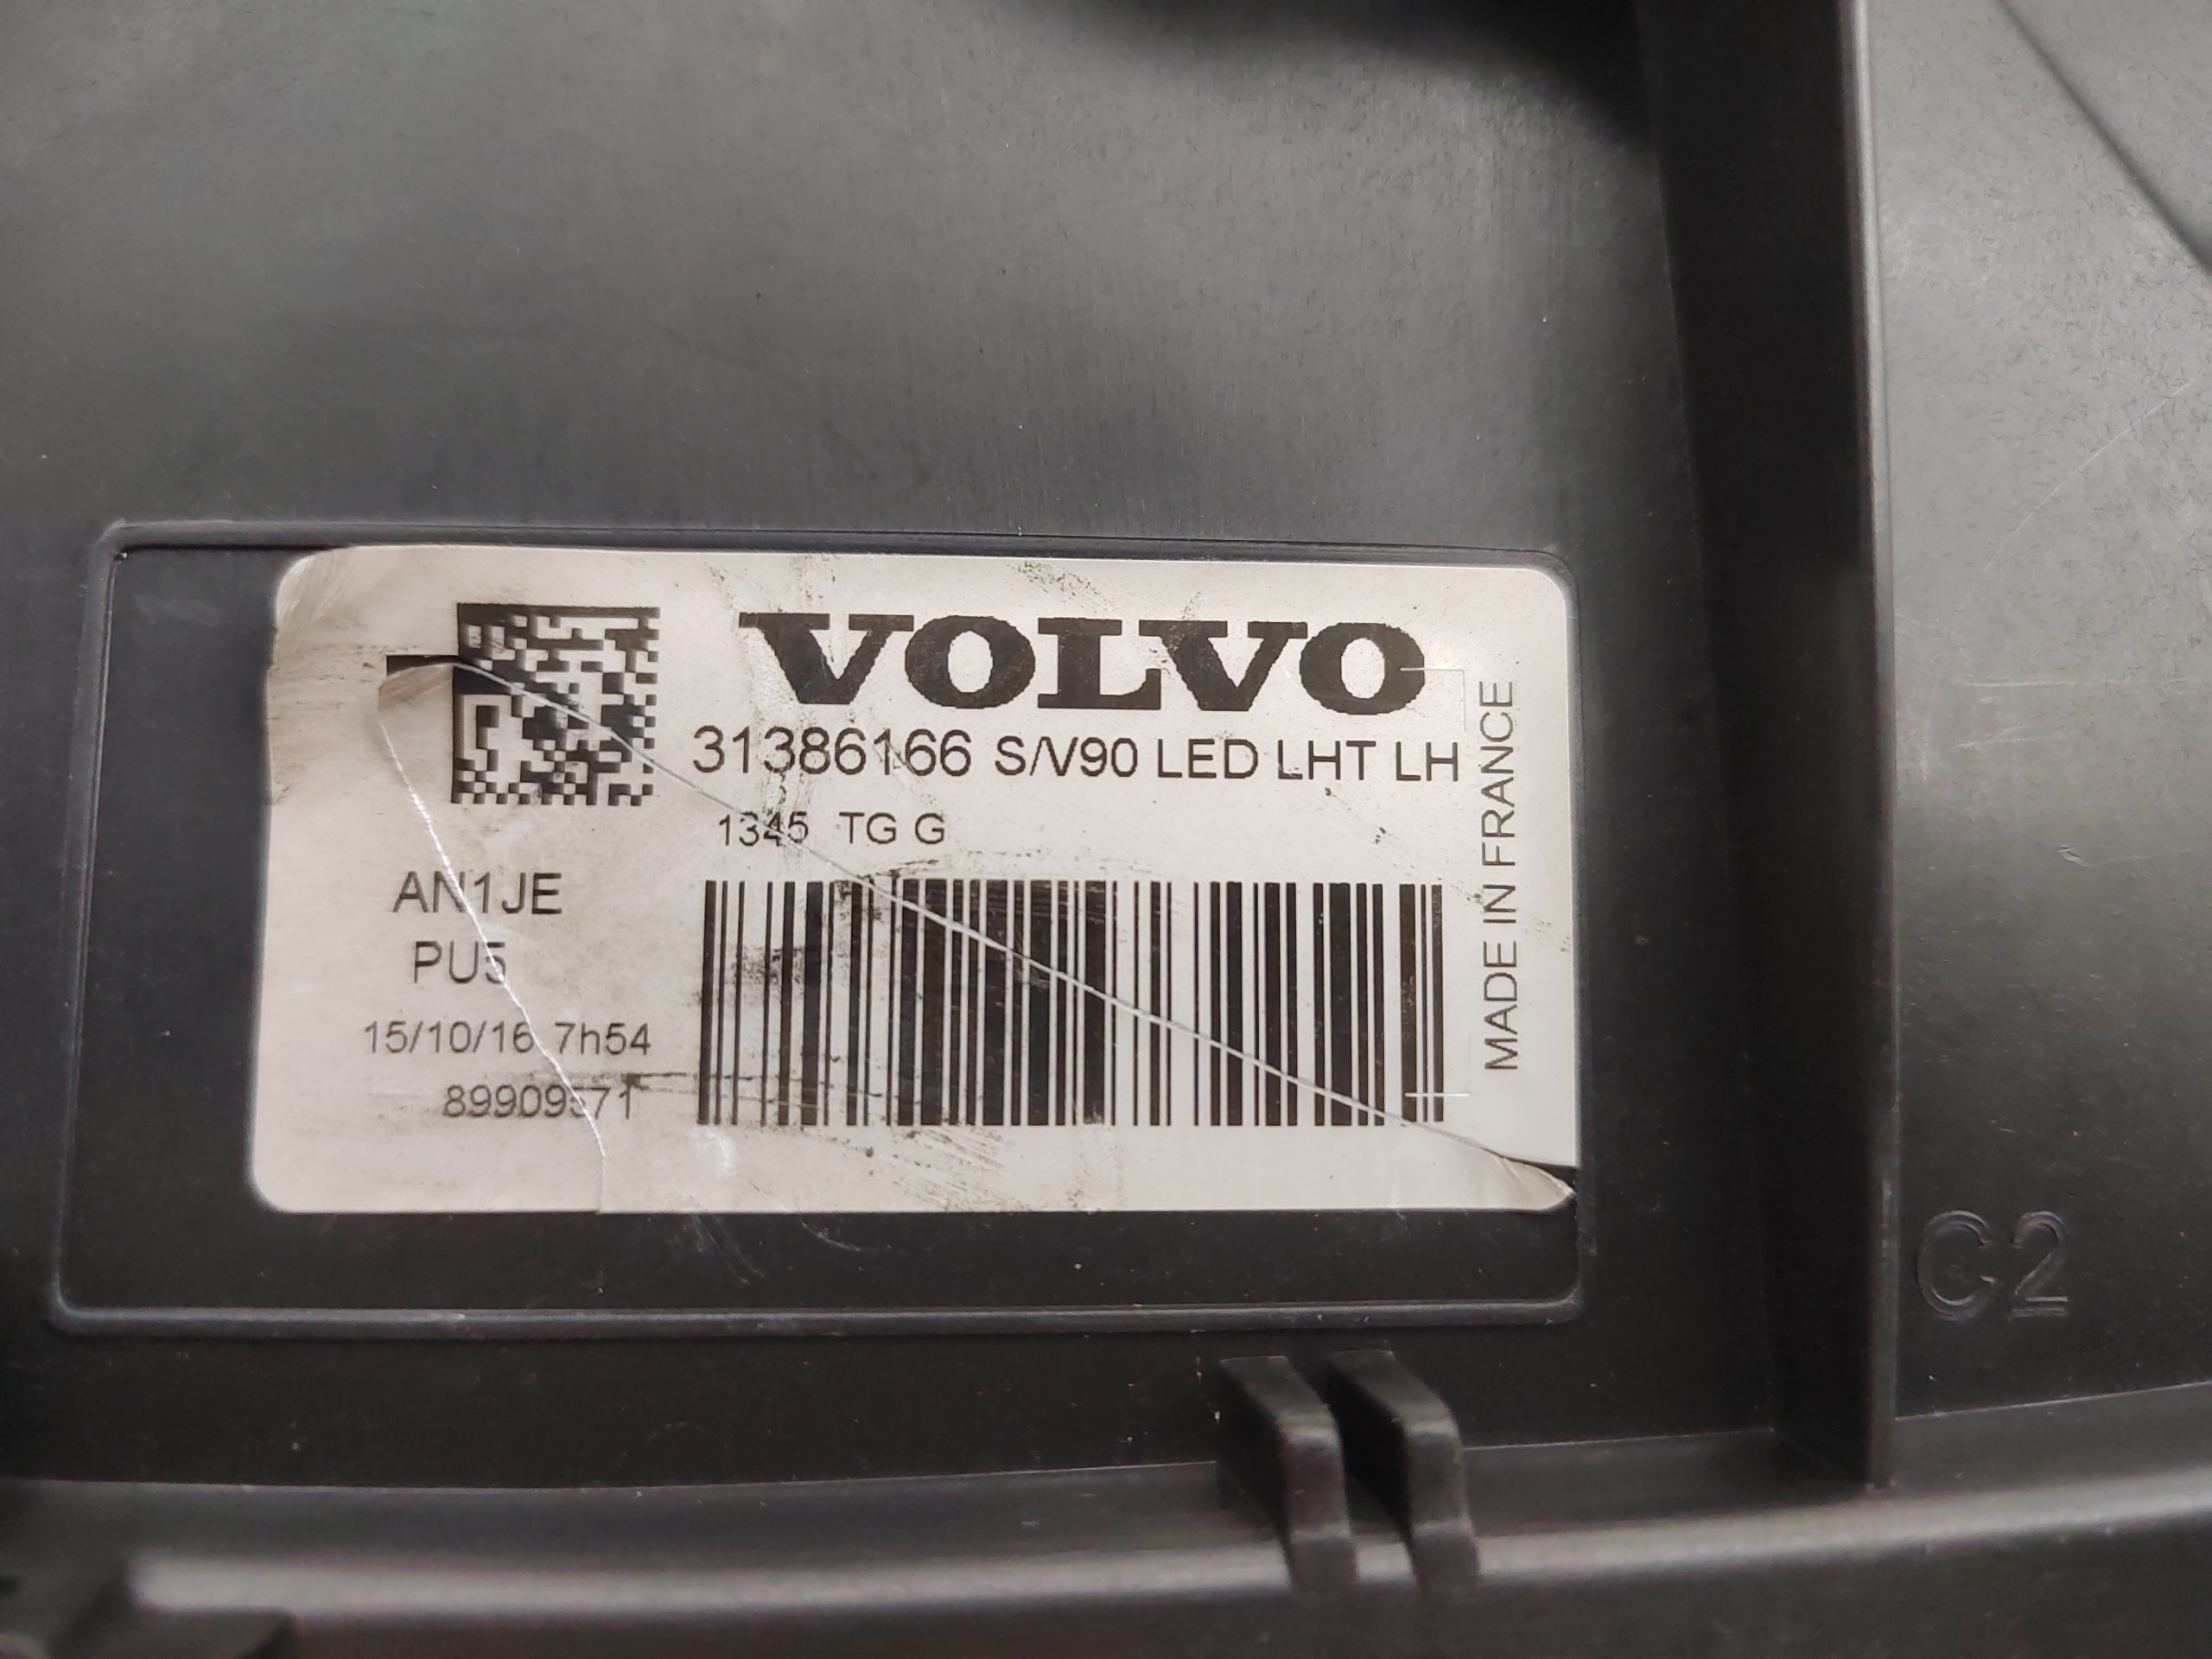 VOLVO
31386166 S/V90 LED LHT LH
1345 TG G
AN1JE
PU5
15/10/16 7h54
89909571
MADE IN FRANCE
C2